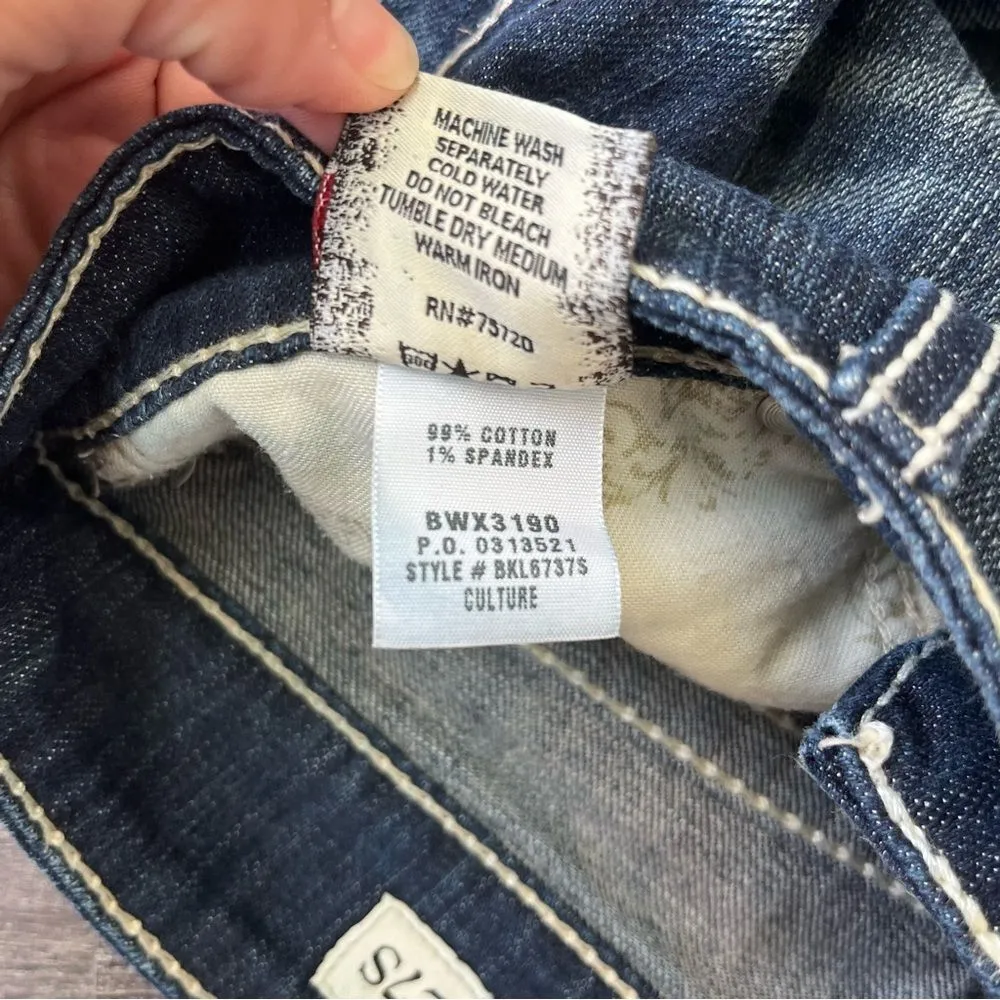 MACHINE WASH
SEPARATELY
COLD WATER
DO NOT BLEACH
TUMBLE DRY MEDIUM
WARM IRON
RN#73720
99% COTTON
1% SPANDEX
BWX3190
P.O. 0313521
STYLE # BKL6737S
CULTURE